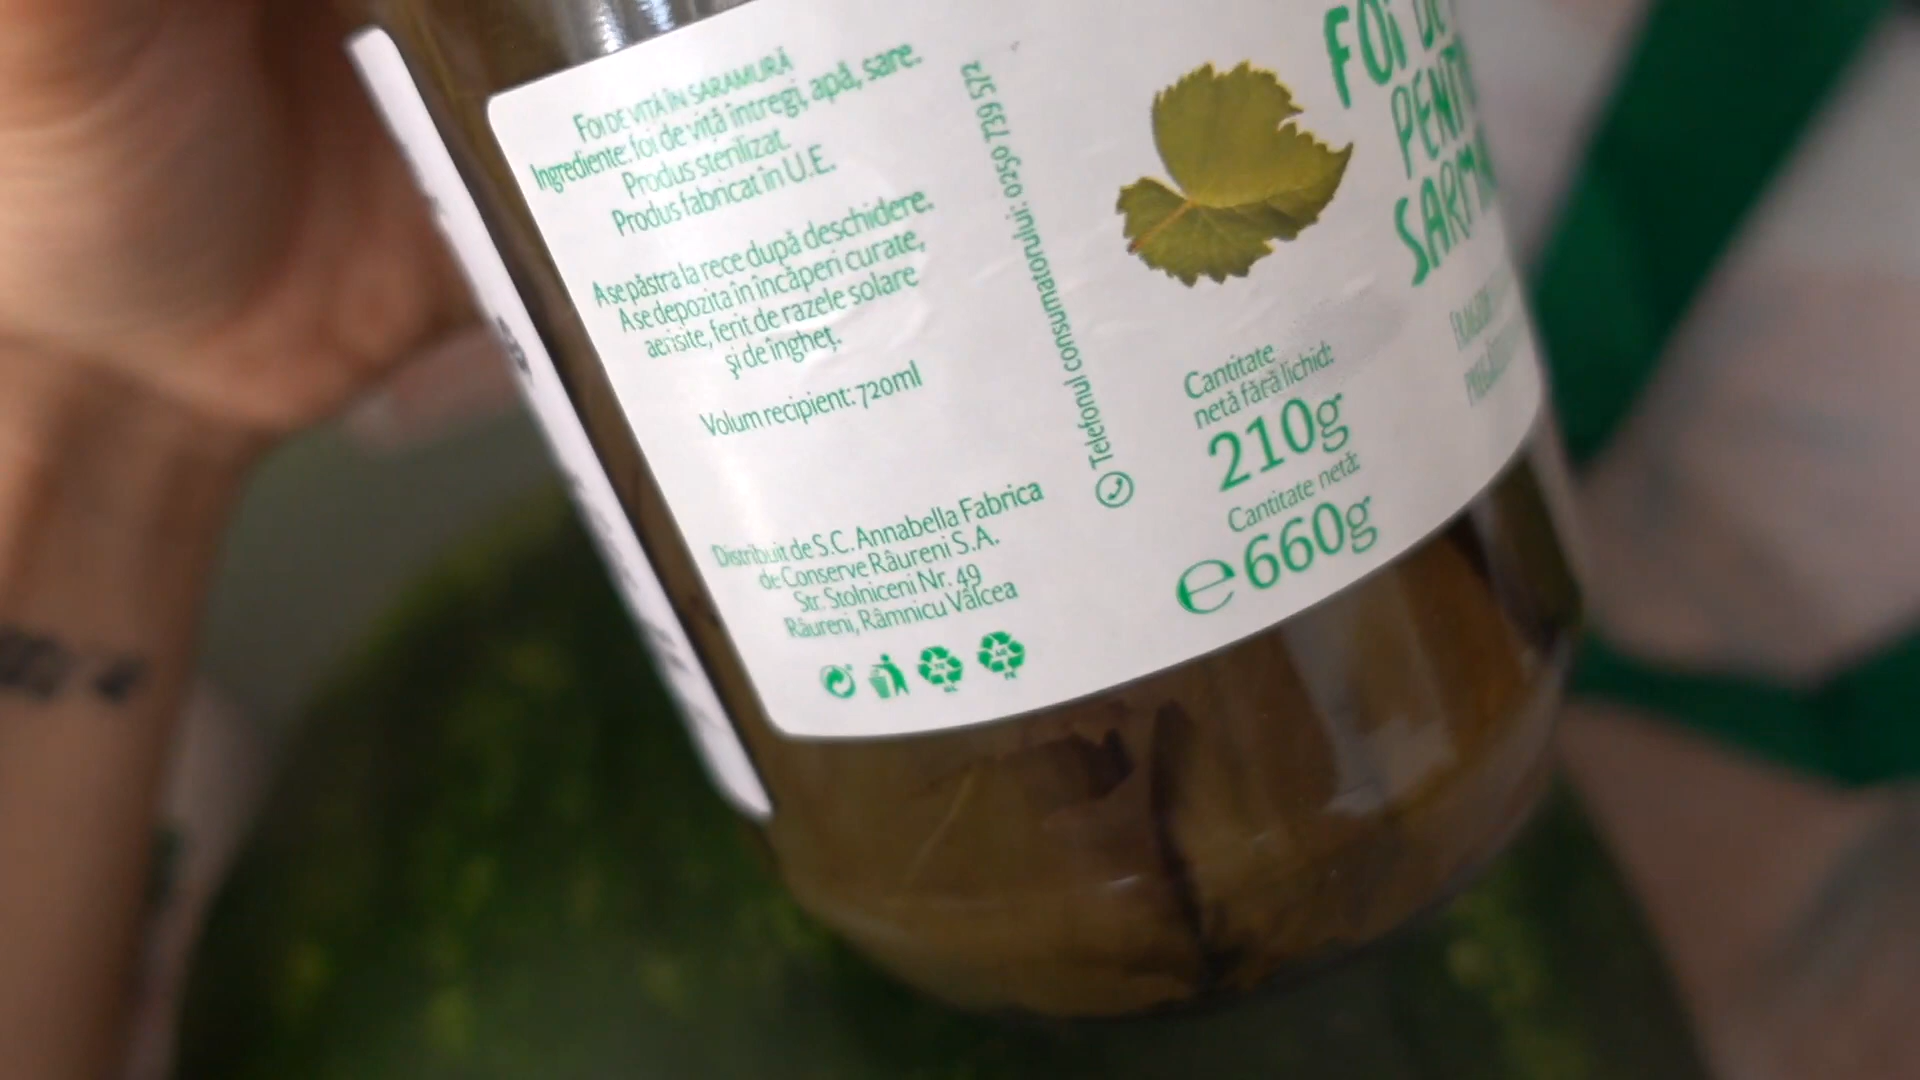 FOI DE VIȚĂ ÎN SARAMURĂ
Ingrediente: foi de viță întregi, apă, sare.
Produs sterilizat.
Produs fabricat în U.E.
A se păstra la rece după deschidere.
A se depozita în încăperi curate,
aerisite, ferit de razele solare
și de îngheț.
Volum recipient: 720ml
Distribuit de S.C. Annabella Fabrica
de Conserve Râureni S.A.
Str. Stolniceni Nr. 49
Râureni, Râmnicu Vâlcea
Telefonul consumatorului: 0250 739 572
FOI DE
Cantitate
netă fără lichid:
210g
Cantitate netă:
e 660g